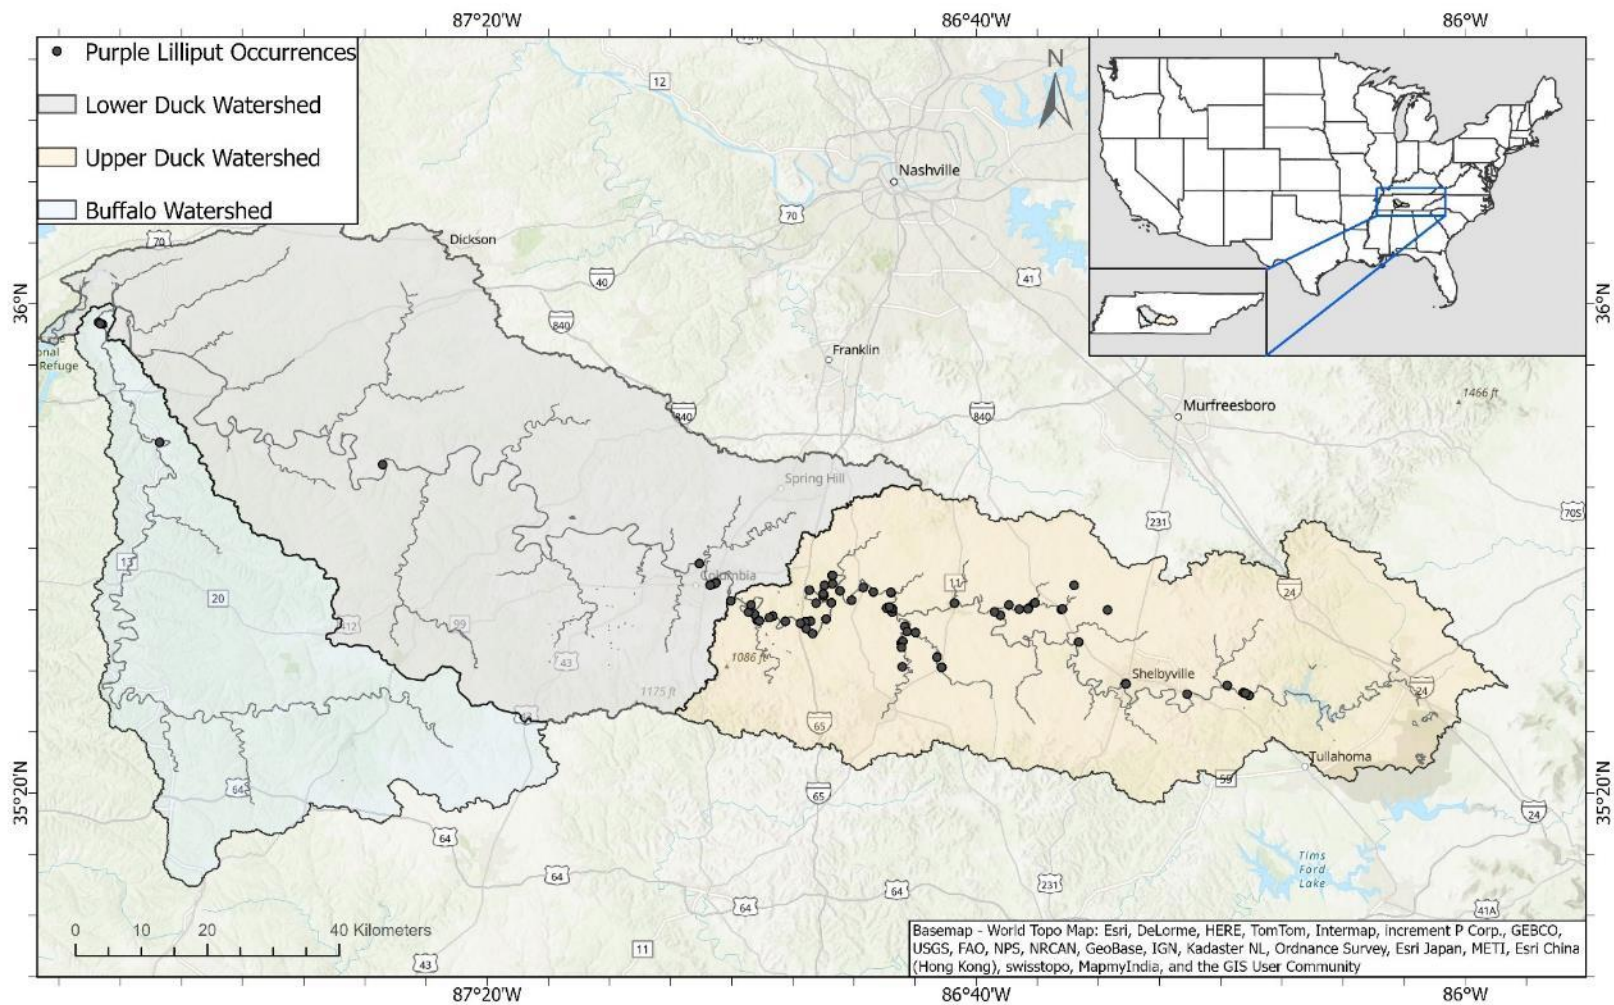 87°20'W
86°40'W
86°W
Purple Lilliput Occurrences
Lower Duck Watershed
Upper Duck Watershed
Buffalo Watershed
12
N
Nashville
70
70
Dickson
40
41
36°N
36°N
840
Franklin
onal
Refuge
840
840
1466 ft
Murfreesboro
Spring Hill
231
70S
13
Columbia
11
24
20
412
99
43
1086 ft
1175 ft
Shelbyville
24
65
Tullahoma
55
64
35°20'N
35°20'N
65
24
64
Tims
Ford
Lake
64
64
231
64
41A
0 10 20 40 Kilometers
11
43
Basemap - World Topo Map: Esri, DeLorme, HERE, TomTom, Intermap, increment P Corp., GEBCO,
USGS, FAO, NPS, NRCAN, GeoBase, IGN, Kadaster NL, Ordnance Survey, Esri Japan, METI, Esri China
(Hong Kong), swisstopo, MapmyIndia, and the GIS User Community
87°20'W
86°40'W
86°W